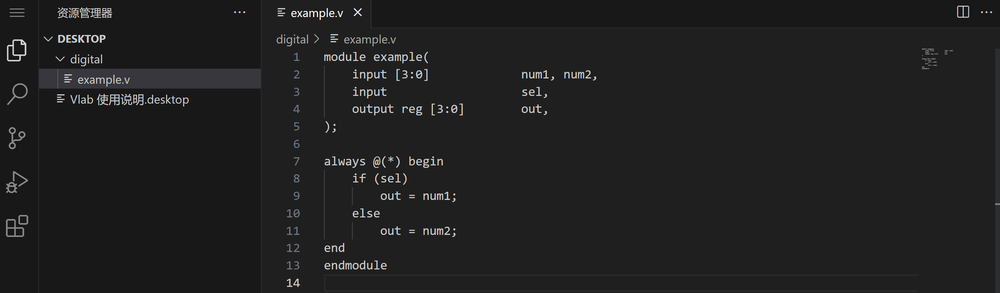 资源管理器
DESKTOP
digital
example.v
Vlab 使用说明.desktop
example.v
digital > example.v
1 module example(
2     input [3:0]             num1, num2,
3     input                   sel,
4     output reg [3:0]        out,
5 );
6
7 always @(*) begin
8     if (sel)
9         out = num1;
10     else
11         out = num2;
12 end
13 endmodule
14